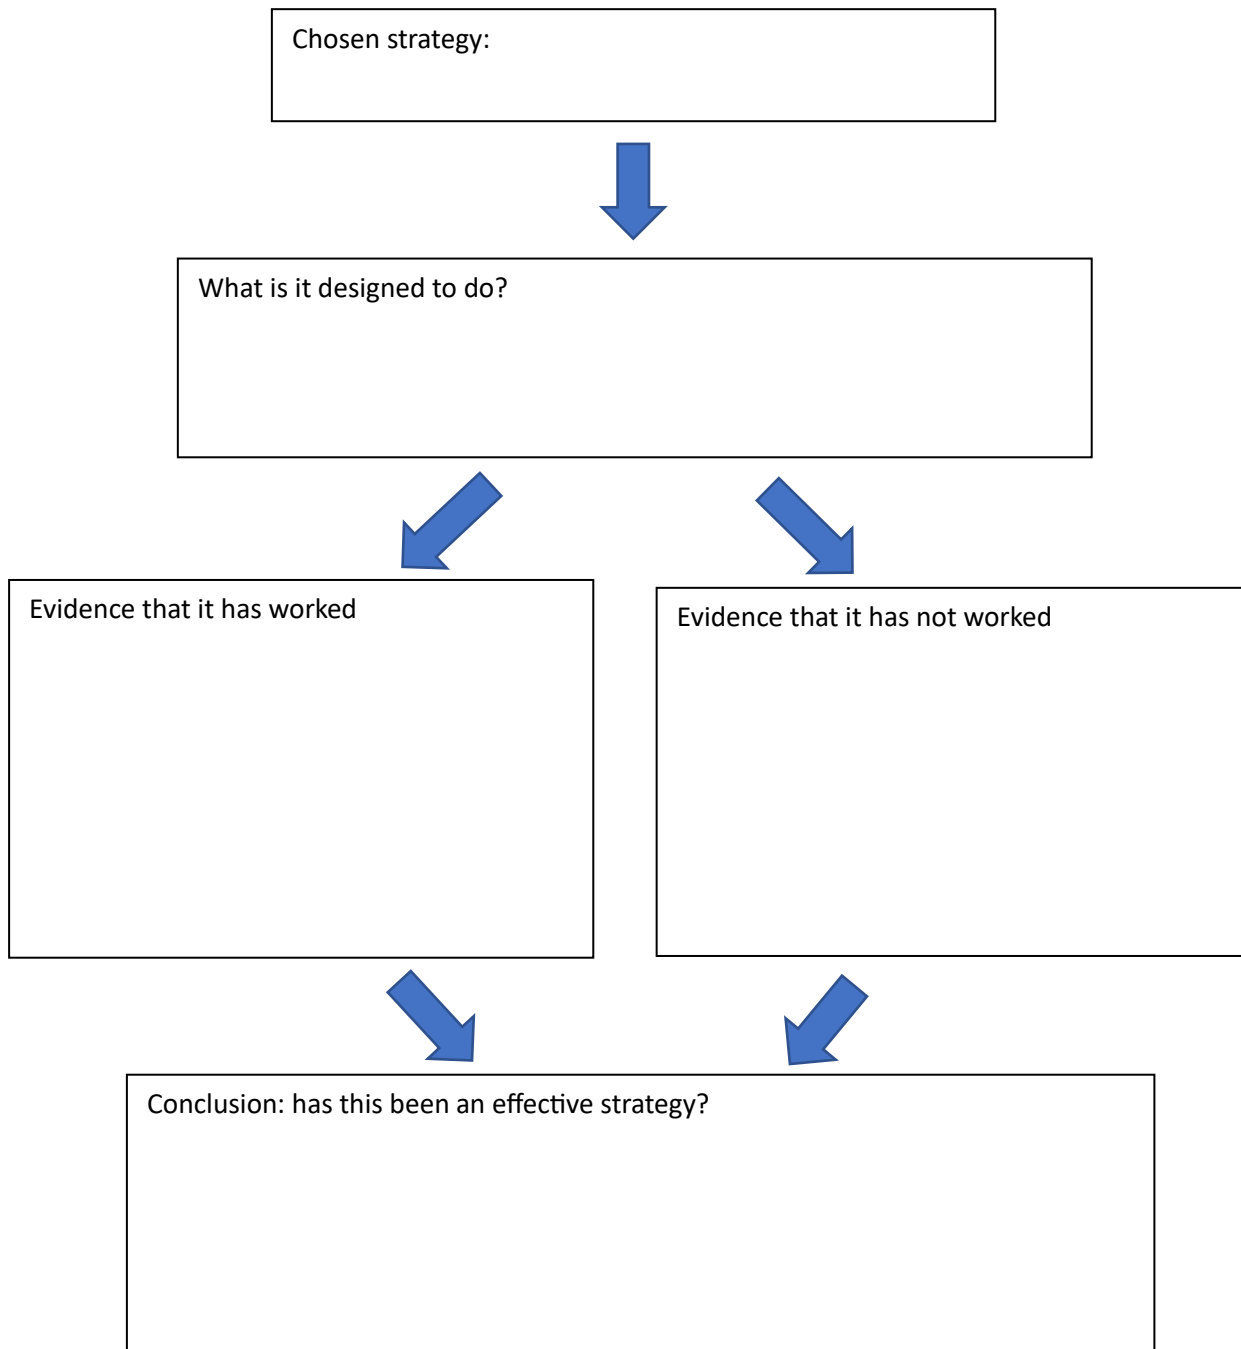 Chosen strategy:
What is it designed to do?
Evidence that it has worked
Evidence that it has not worked
Conclusion: has this been an effective strategy?